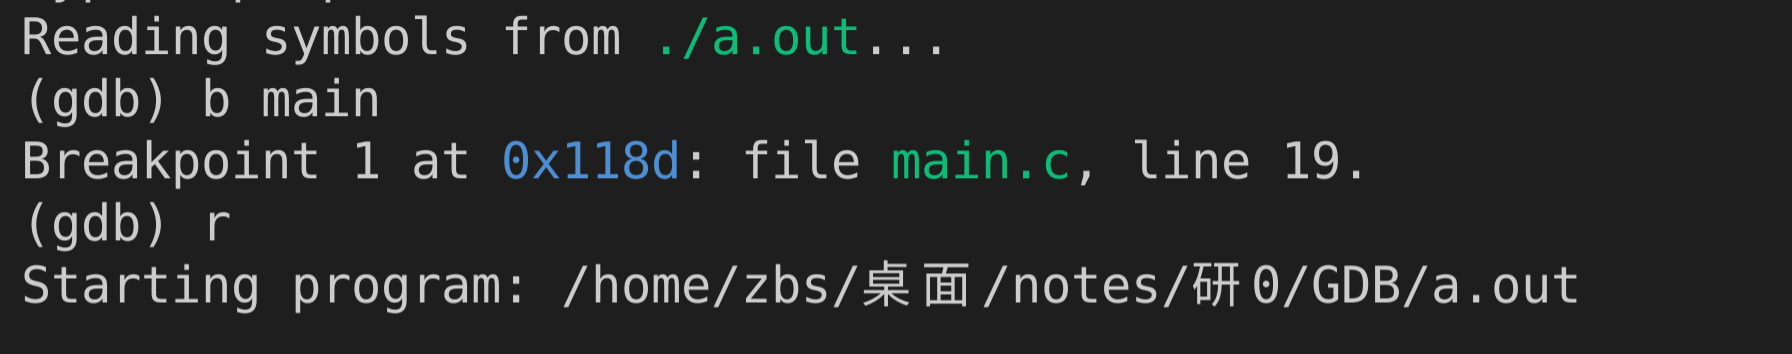 Reading symbols from ./a.out...
(gdb) b main
Breakpoint 1 at 0x118d: file main.c, line 19.
(gdb) r
Starting program: /home/zbs/桌面/notes/研0/GDB/a.out